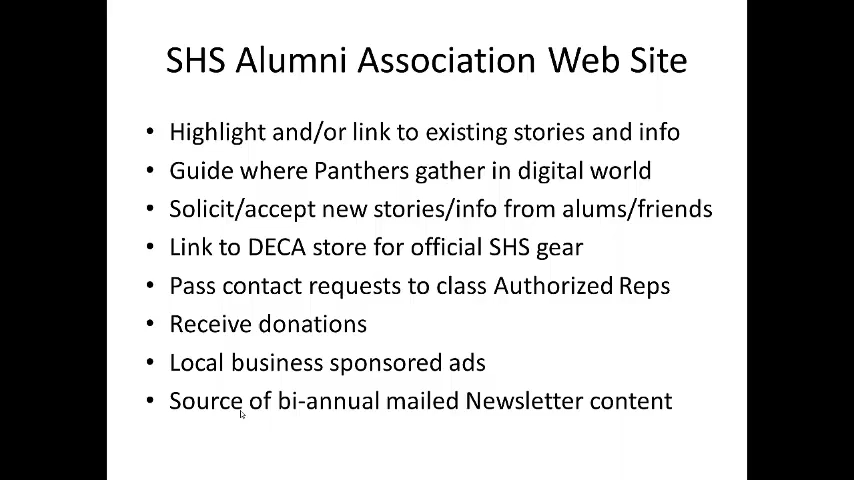 SHS Alumni Association Web Site
• Highlight and/or link to existing stories and info
• Guide where Panthers gather in digital world
• Solicit/accept new stories/info from alums/friends
• Link to DECA store for official SHS gear
• Pass contact requests to class Authorized Reps
• Receive donations
• Local business sponsored ads
• Source of bi-annual mailed Newsletter content